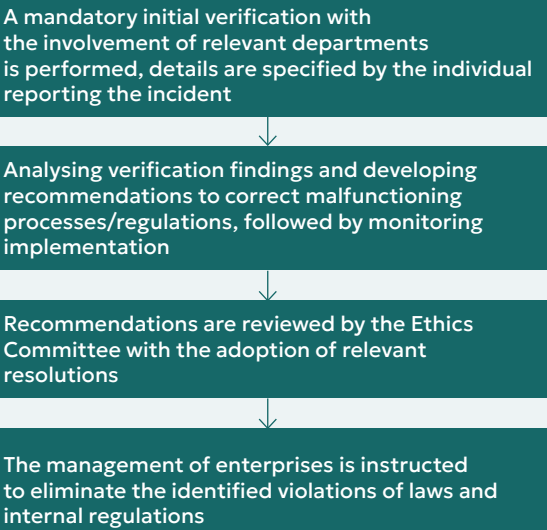 A mandatory initial verification with
the involvement of relevant departments
is performed, details are specified by the individual
reporting the incident
Analysing verification findings and developing
recommendations to correct malfunctioning
processes/regulations, followed by monitoring
implementation
Recommendations are reviewed by the Ethics
Committee with the adoption of relevant
resolutions
The management of enterprises is instructed
to eliminate the identified violations of laws and
internal regulations